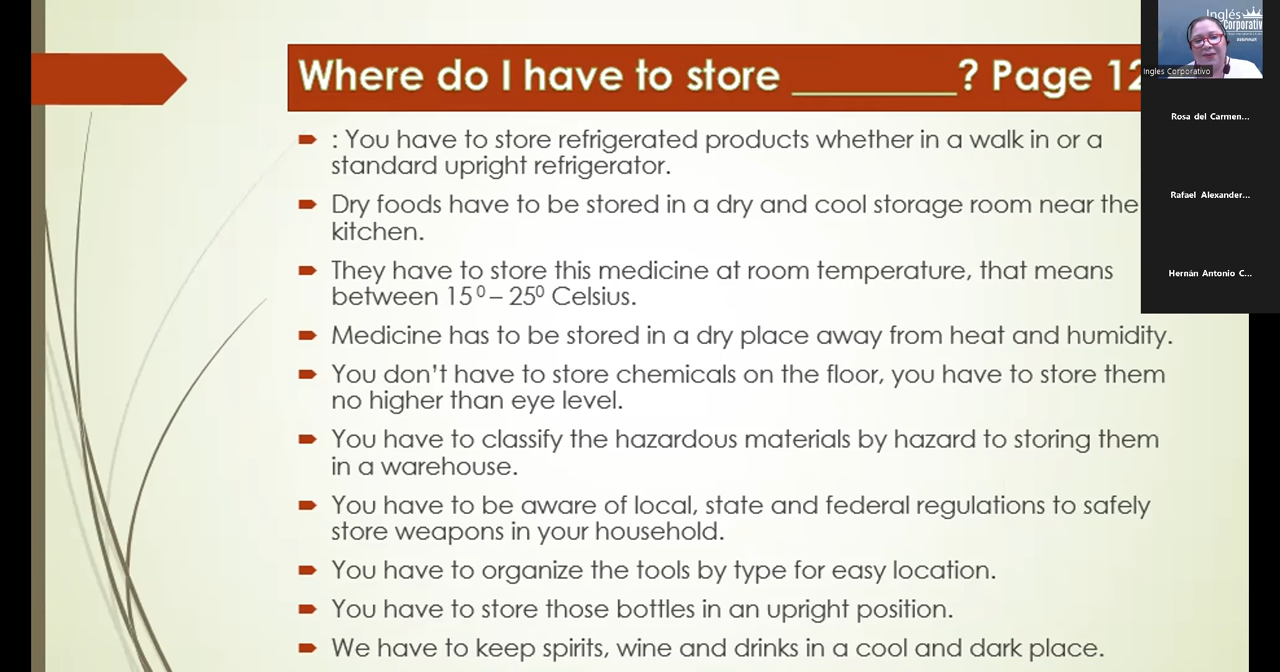 Where do I have to store _________? Page 12
: You have to store refrigerated products whether in a walk in or a
standard upright refrigerator.
Dry foods have to be stored in a dry and cool storage room near the
kitchen.
They have to store this medicine at room temperature, that means
between 15⁰ – 25⁰ Celsius.
Medicine has to be stored in a dry place away from heat and humidity.
You don’t have to store chemicals on the floor, you have to store them
no higher than eye level.
You have to classify the hazardous materials by hazard to storing them
in a warehouse.
You have to be aware of local, state and federal regulations to safely
store weapons in your household.
You have to organize the tools by type for easy location.
You have to store those bottles in an upright position.
We have to keep spirits, wine and drinks in a cool and dark place.
Inglés
Corporativo
Ingles Corporativo
Rosa del Carmen...
Rafael Alexander...
Hernán Antonio C...